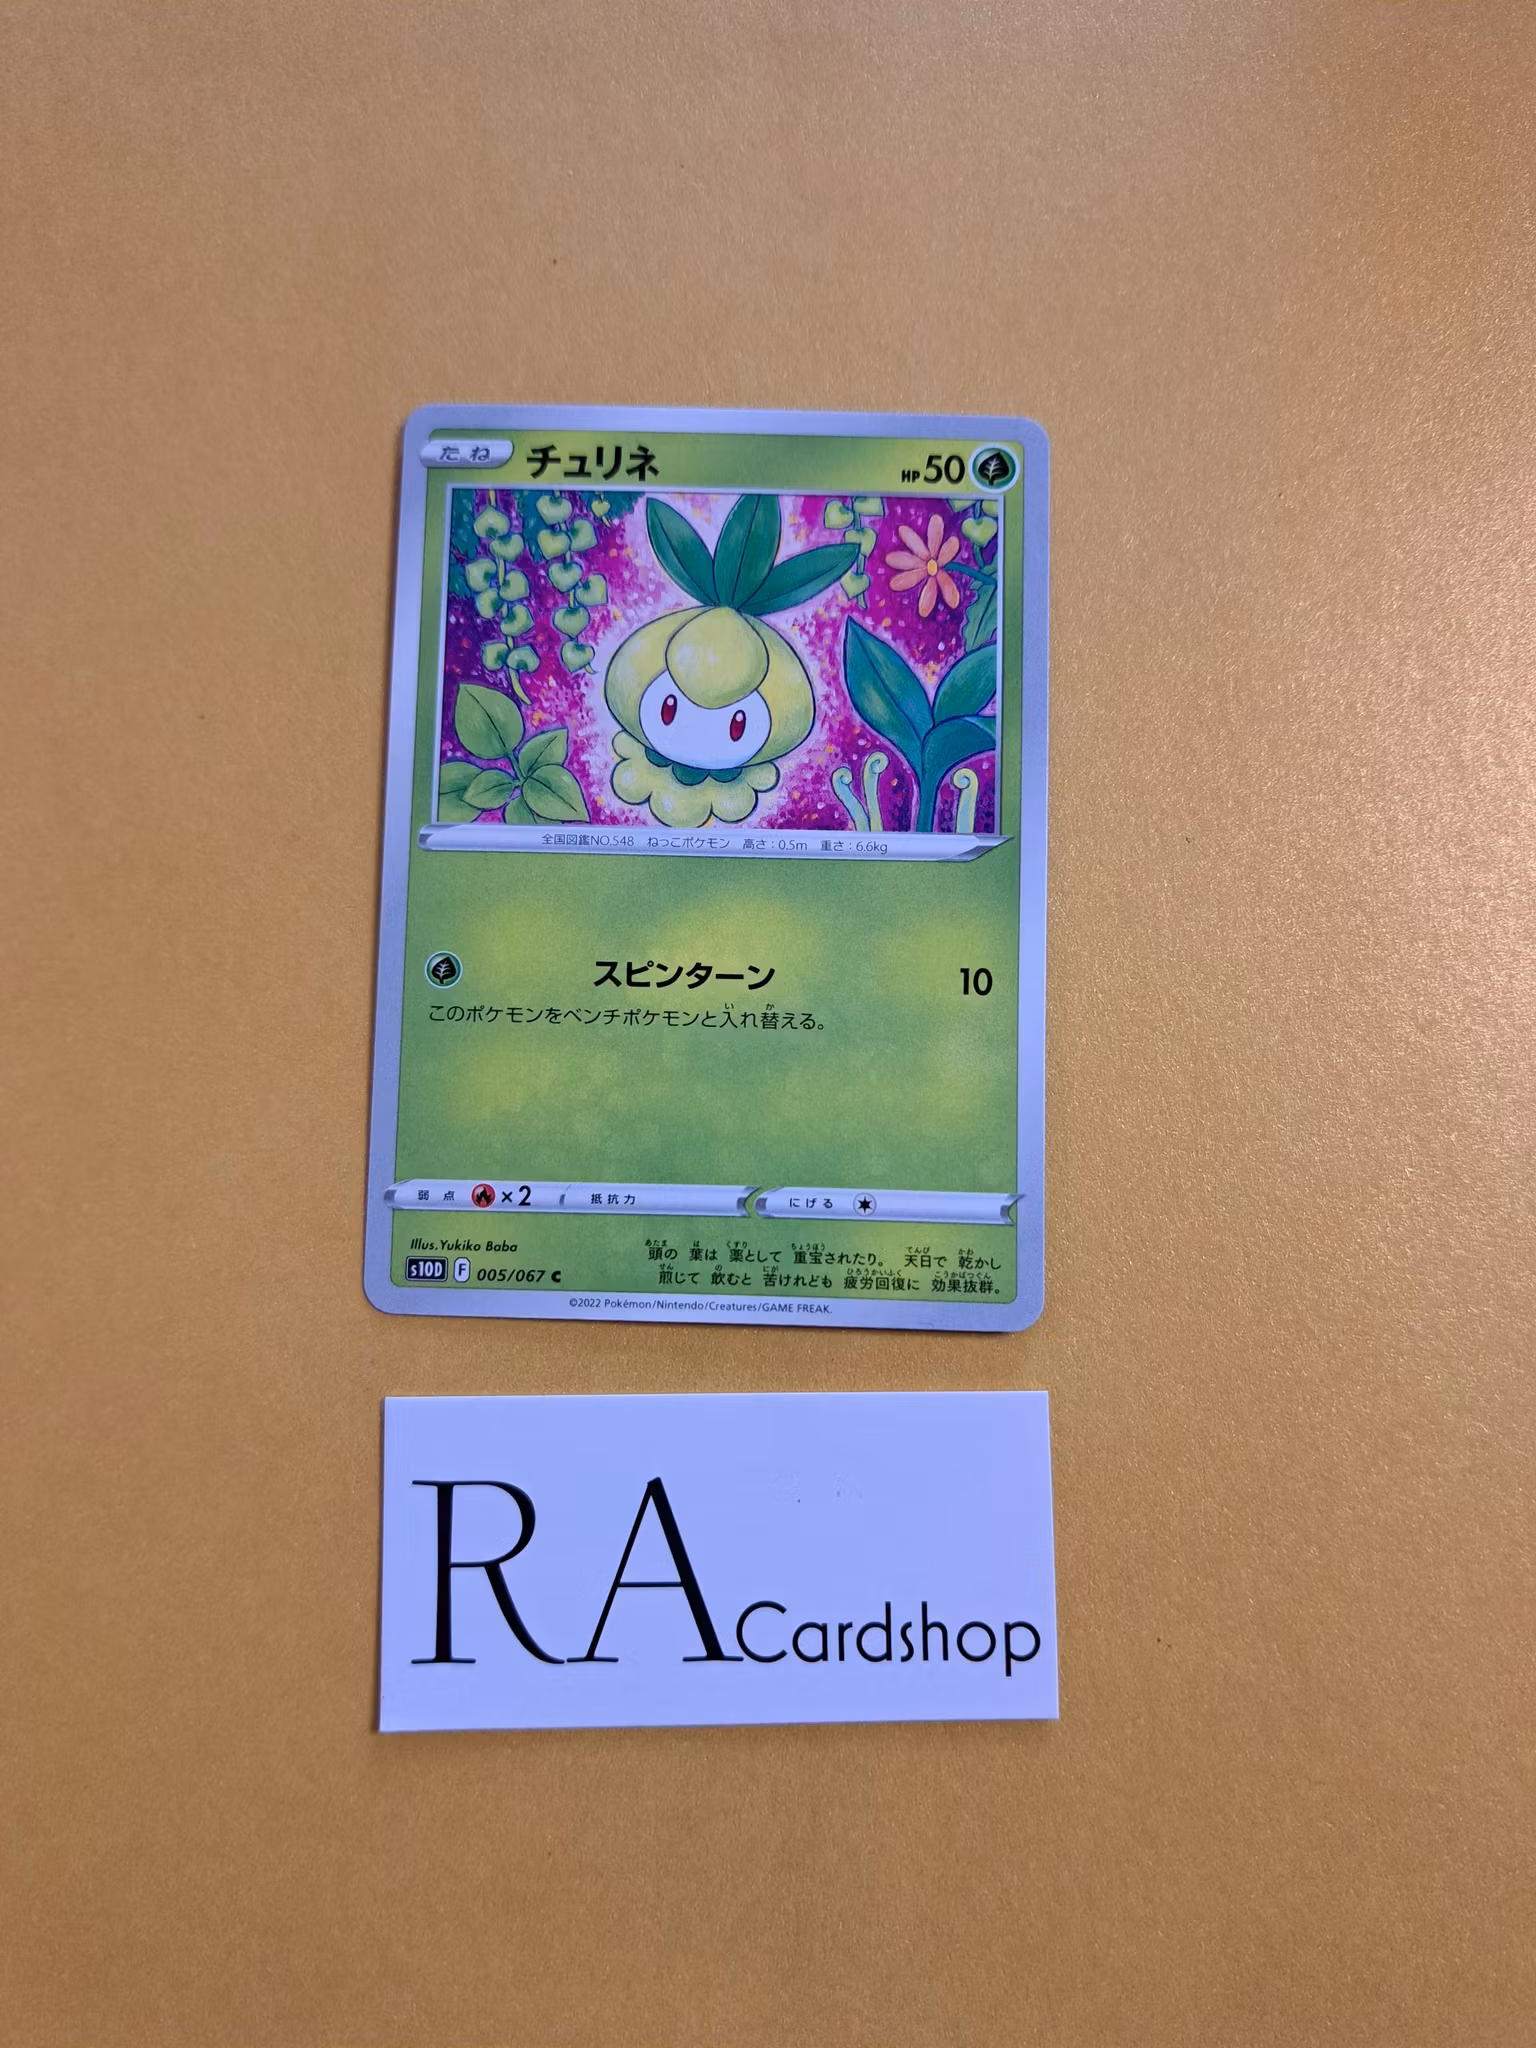 たね チュリネ HP50
全国図鑑NO.548 ねっこポケモン 高さ：0.5m 重さ：6.6kg
スピンターン 10
このポケモンをベンチポケモンと入れ替える。
弱点 ×2 抵抗力 にげる
Illus.Yukiko Baba
s10D F 005/067 C
頭の葉は薬として重宝されたり。天日で乾かし
煎じて飲むと苦けれども疲労回復に効果抜群。
©2022 Pokémon/Nintendo/Creatures/GAME FREAK.
RA Cardshop